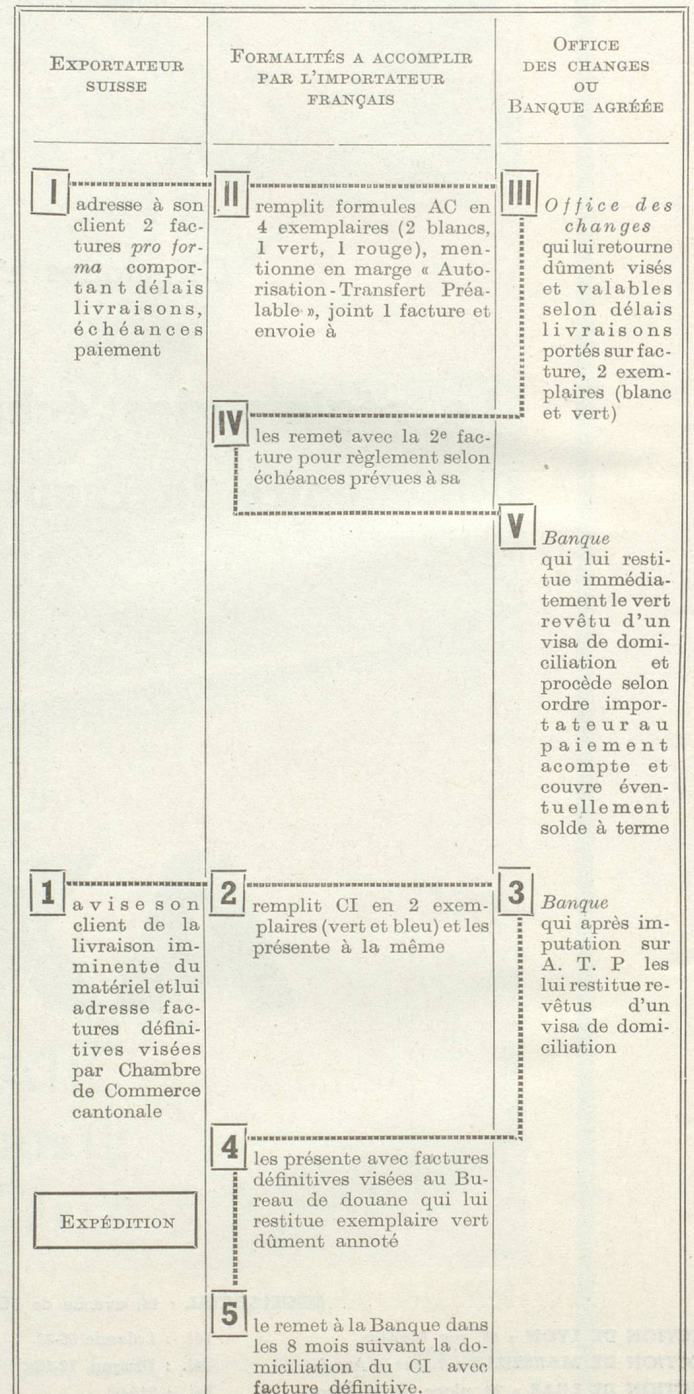 EXPORTATEUR
SUISSE
FORMALITÉS A ACCOMPLIR
PAR L'IMPORTATEUR
FRANÇAIS
OFFICE
DES CHANGES
OU
BANQUE AGRÉÉE
I
adresse à son
client 2 fac-
tures pro for-
ma compor-
tant délais
livraisons,
échéances
paiement
II
remplit formules AC en
4 exemplaires (2 blancs,
1 vert, 1 rouge), men-
tionne en marge « Auto-
risation-Transfert Préa-
lable », joint 1 facture et
envoie à
III
Office des
changes
qui lui retourne
dûment visés
et valables
selon délais
livraisons
portés sur fac-
ture, 2 exem-
plaires (blanc
et vert)
IV
les remet avec la 2e fac-
ture pour règlement selon
échéances prévues à sa
V
Banque
qui lui resti-
tue immédia-
tement le vert
revêtu d'un
visa de domi-
ciliation et
procède selon
ordre impor-
tateur au
paiement
acompte et
couvre éven-
tuellement
solde à terme
1
avise son
client de la
livraison im-
minente du
matériel et lui
adresse fac-
tures défini-
tives visées
par Chambre
de Commerce
cantonale
2
remplit CI en 2 exem-
plaires (vert et bleu) et les
présente à la même
3
Banque
qui après im-
putation sur
A. T. P les
lui restitue re-
vêtus d'un
visa de domi-
ciliation
4
les présente avec factures
définitives visées au Bu-
reau de douane qui lui
restitue exemplaire vert
dûment annoté
EXPÉDITION
5
le remet à la Banque dans
les 8 mois suivant la do-
miciliation du CI avec
facture définitive.